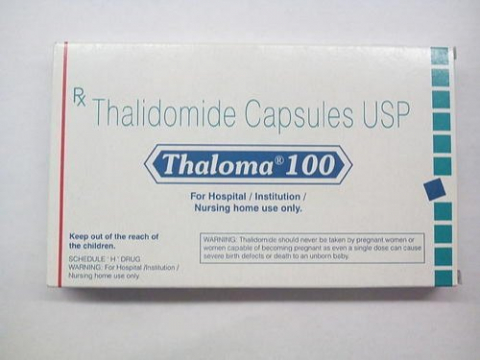 Rx Thalidomide Capsules USP
Thaloma® 100
For Hospital / Institution /
Nursing home use only.
Keep out of the reach of
the children.
SCHEDULE " H " DRUG
WARNING; For Hospital /Institution /
Nursing home use only
WARNING: Thalidomide should never be taken by pregnant women or
women capable of becoming pregnant as even a single dose can cause
severe birth defects or death to an unborn baby.